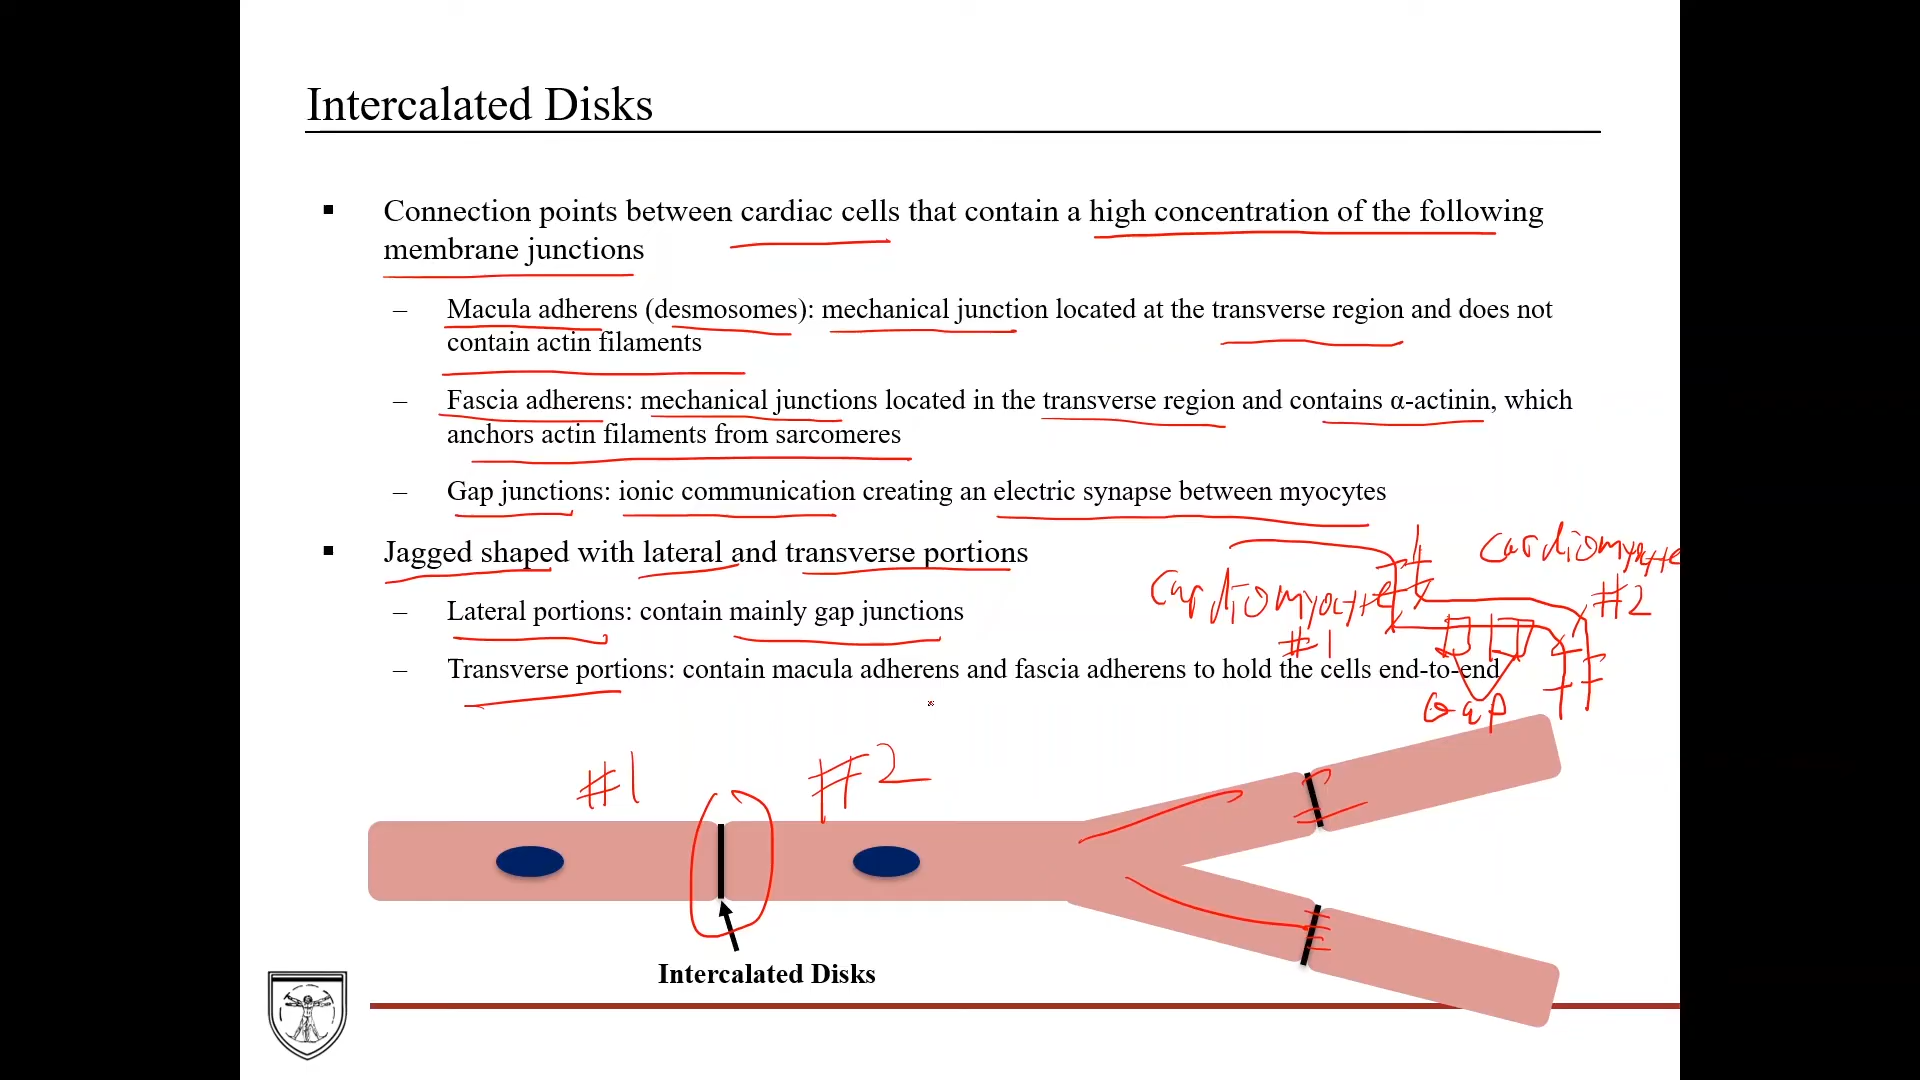 Intercalated Disks
▪ Connection points between cardiac cells that contain a high concentration of the following
membrane junctions
– Macula adherens (desmosomes): mechanical junction located at the transverse region and does not
contain actin filaments
– Fascia adherens: mechanical junctions located in the transverse region and contains α-actinin, which
anchors actin filaments from sarcomeres
– Gap junctions: ionic communication creating an electric synapse between myocytes
▪ Jagged shaped with lateral and transverse portions
cardiomyocyte
#2
cardiomyocyte
#1
– Lateral portions: contain mainly gap junctions
– Transverse portions: contain macula adherens and fascia adherens to hold the cells end-to-end
Gap
#1
#2
Intercalated Disks